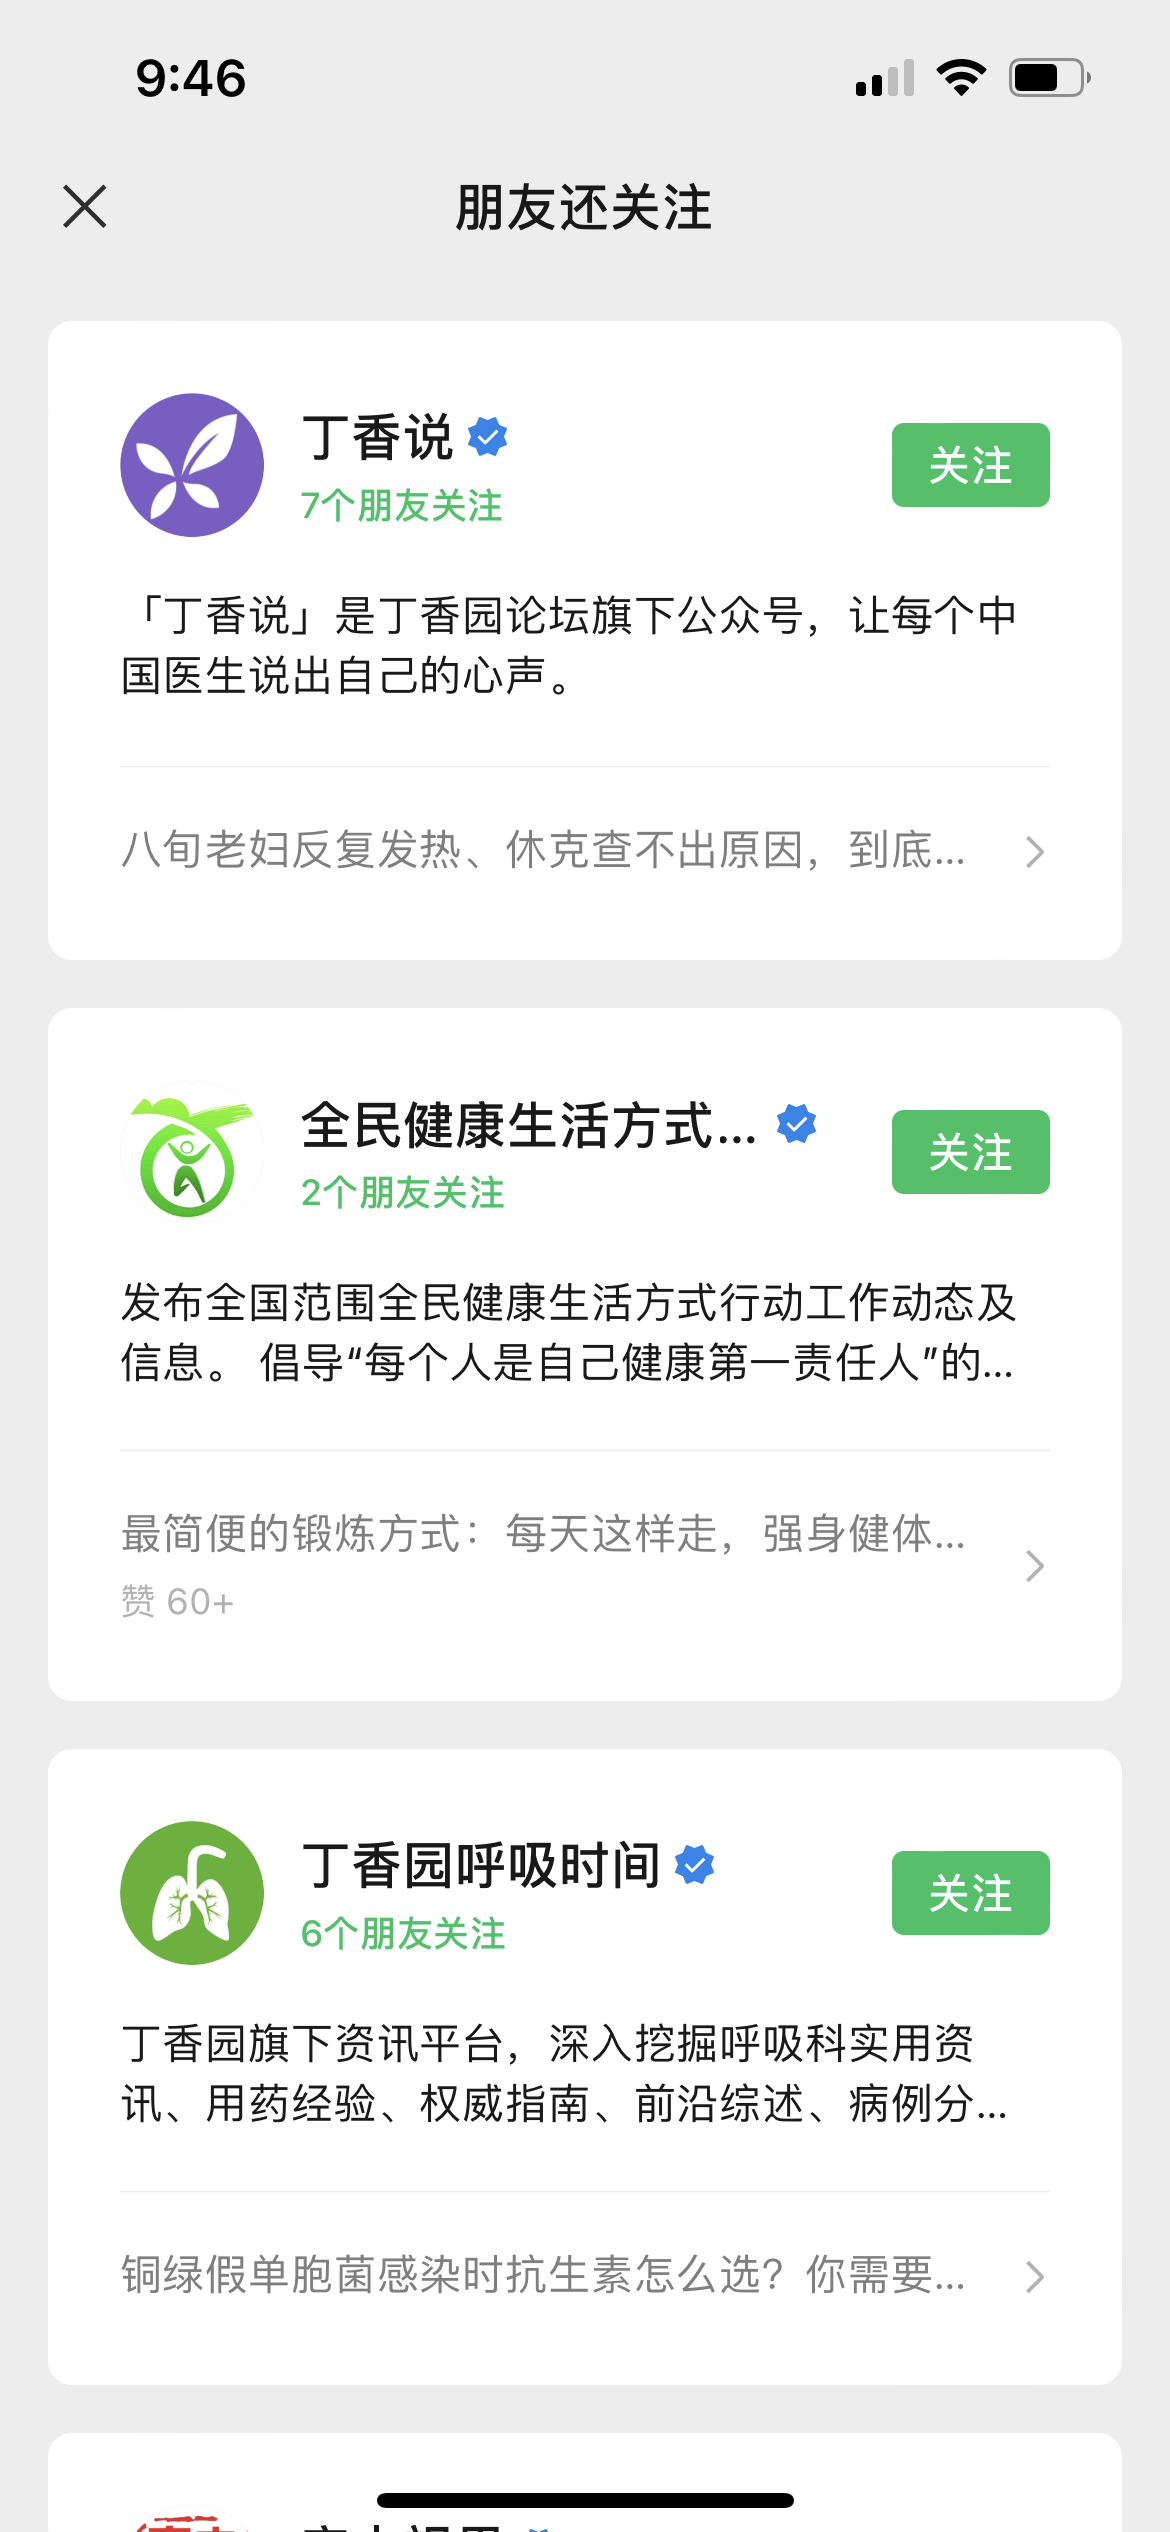 9:46
朋友还关注
丁香说
7个朋友关注
关注
「丁香说」是丁香园论坛旗下公众号，让每个中
国医生说出自己的心声。
八旬老妇反复发热、休克查不出原因，到底...
全民健康生活方式...
2个朋友关注
关注
发布全国范围全民健康生活方式行动工作动态及
信息。 倡导“每个人是自己健康第一责任人”的...
最简便的锻炼方式：每天这样走，强身健体...
赞 60+
丁香园呼吸时间
6个朋友关注
关注
丁香园旗下资讯平台，深入挖掘呼吸科实用资
讯、用药经验、权威指南、前沿综述、病例分...
铜绿假单胞菌感染时抗生素怎么选？你需要...